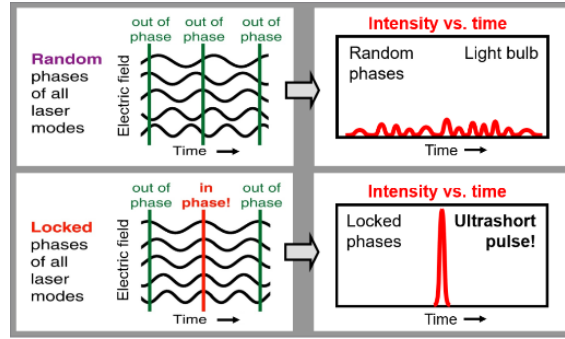 Random
phases
of all
laser
modes
Electric field
out of
phase
out of
phase
out of
phase
Time
Intensity vs. time
Random
phases
Light bulb
Time
Locked
phases
of all
laser
modes
Electric field
out of
phase
in
phase!
out of
phase
Time
Intensity vs. time
Locked
phases
Ultrashort
pulse!
Time